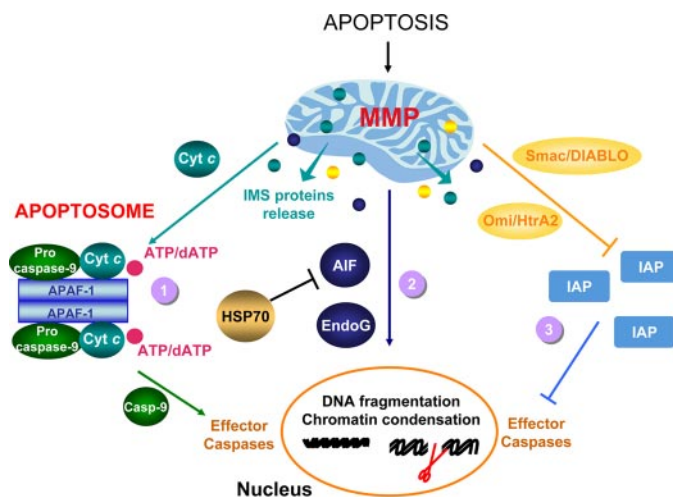 APOPTOSIS
MMP
Cyt c
Smac/DIABLO
IMS proteins
release
Omi/HtrA2
APOPTOSOME
ATP/dATP
Pro
caspase-9
Cyt c
APAF-1
APAF-1
Pro
caspase-9
Cyt c
ATP/dATP
1
AIF
HSP70
EndoG
2
IAP
IAP
IAP
3
Casp-9
Effector
Caspases
DNA fragmentation
Chromatin condensation
Effector
Caspases
Nucleus